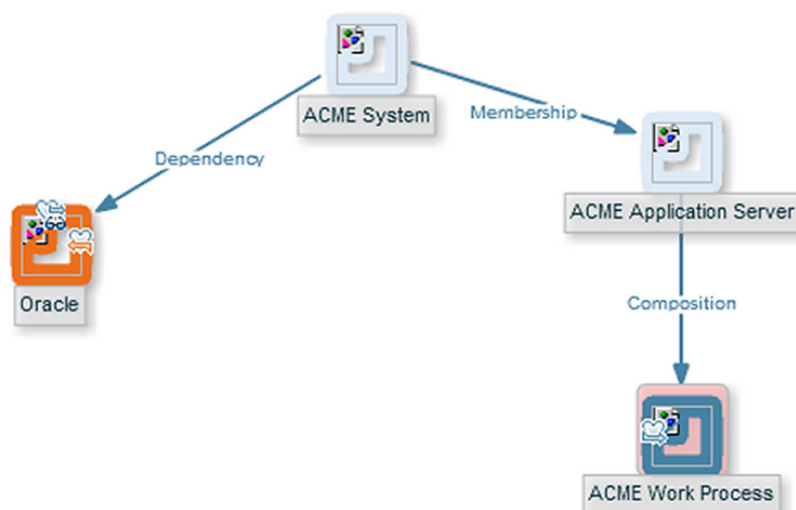 ACME System
Membership
Dependency
ACME Application Server
Oracle
Composition
ACME Work Process